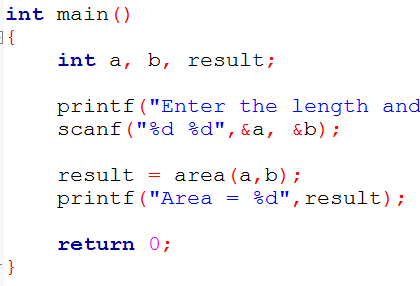 int main()
{
int a, b, result;
printf("Enter the length and
scanf("%d %d",&a, &b);
result = area(a,b);
printf("Area = %d",result);
return 0;
}